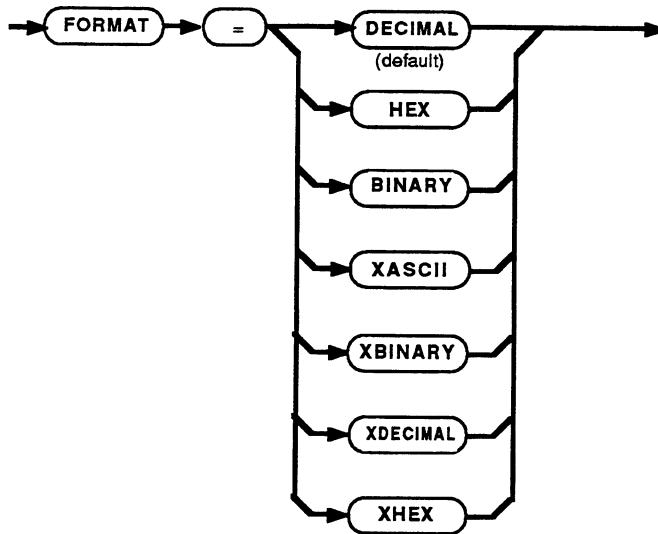 FORMAT = DECIMAL
(default)
HEX
BINARY
XASCII
XBINARY
XDECIMAL
XHEX